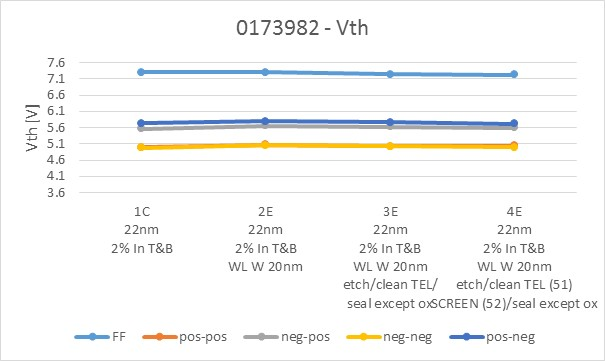 0173982 - Vth
Vth [V]
7.6
7.1
6.6
6.1
5.6
5.1
4.6
4.1
3.6
1C
22nm
2% In T&B
2E
22nm
2% In T&B
WL W 20nm
3E
22nm
2% In T&B
WL W 20nm
etch/clean TEL/
seal except ox
4E
22nm
2% In T&B
WL W 20nm
etch/clean TEL (51)
SCREEN (52)/seal except ox
FF
pos-pos
neg-pos
neg-neg
pos-neg